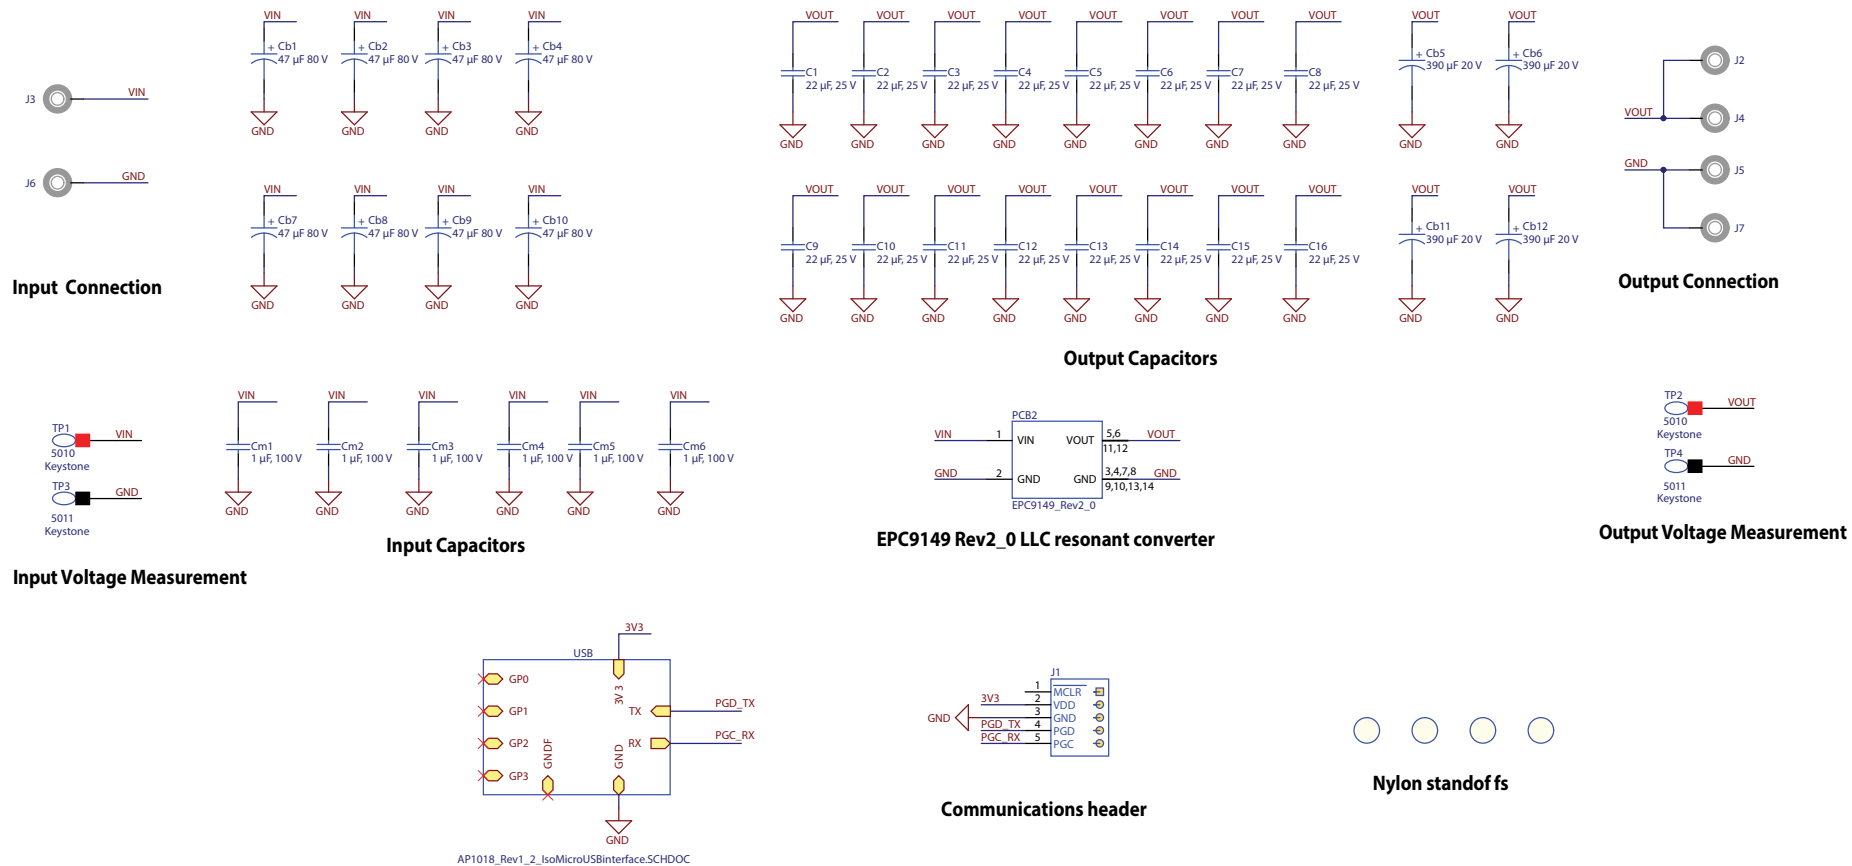 VIN VIN VIN VIN
Cb1 Cb2 Cb3 Cb4
+ + + +
47 µF 80 V 47 µF 80 V 47 µF 80 V 47 µF 80 V
GND GND GND GND
J3 VIN
J6 GND
VIN VIN VIN VIN
+ Cb7 + Cb8 + Cb9 + Cb10
47 µF 80 V 47 µF 80 V 47 µF 80 V 47 µF 80 V
GND GND GND GND
Input Connection
VOUT VOUT VOUT VOUT VOUT VOUT VOUT VOUT VOUT VOUT
C1 C2 C3 C4 C5 C6 C7 C8
22 µF, 25 V 22 µF, 25 V 22 µF, 25 V 22 µF, 25 V 22 µF, 25 V 22 µF, 25 V 22 µF, 25 V 22 µF, 25 V
+ Cb5 + Cb6
390 µF 20 V 390 µF 20 V
GND GND GND GND GND GND GND GND GND GND
VOUT VOUT VOUT VOUT VOUT VOUT VOUT VOUT VOUT VOUT
C9 C10 C11 C12 C13 C14 C15 C16
22 µF, 25 V 22 µF, 25 V 22 µF, 25 V 22 µF, 25 V 22 µF, 25 V 22 µF, 25 V 22 µF, 25 V 22 µF, 25 V
+ Cb11 + Cb12
390 µF 20 V 390 µF 20 V
GND GND GND GND GND GND GND GND GND GND
Output Capacitors
J2
VOUT J4
GND J5
J7
Output Connection
TP1 VIN
5010
Keystone
TP3 GND
5011
Keystone
Input Voltage Measurement
VIN VIN VIN VIN VIN VIN
Cm1 Cm2 Cm3 Cm4 Cm5 Cm6
1 µF, 100 V 1 µF, 100 V 1 µF, 100 V 1 µF, 100 V 1 µF, 100 V 1 µF, 100 V
GND GND GND GND GND GND
Input Capacitors
PCB2
VIN 1 VIN VOUT 5,6 VOUT
11,12
GND 2 GND GND 3,4,7,8 GND
9,10,13,14
EPC9149_Rev2_0
EPC9149 Rev2_0 LLC resonant converter
TP2 VOUT
5010
Keystone
TP4 GND
5011
Keystone
Output Voltage Measurement
3V3
USB
GP0 3V 3
GP1 TX PGD_TX
GP2 RX PGC_RX
GP3 GNDF GND
GND
AP1018_Rev1_2_IsoMicroUSBinterface.SCHDOC
J1
1 MCLR
3V3 2 VDD
GND 3 GND
PGD_TX 4 PGD
PGC_RX 5 PGC
Communications header
Nylon standof fs